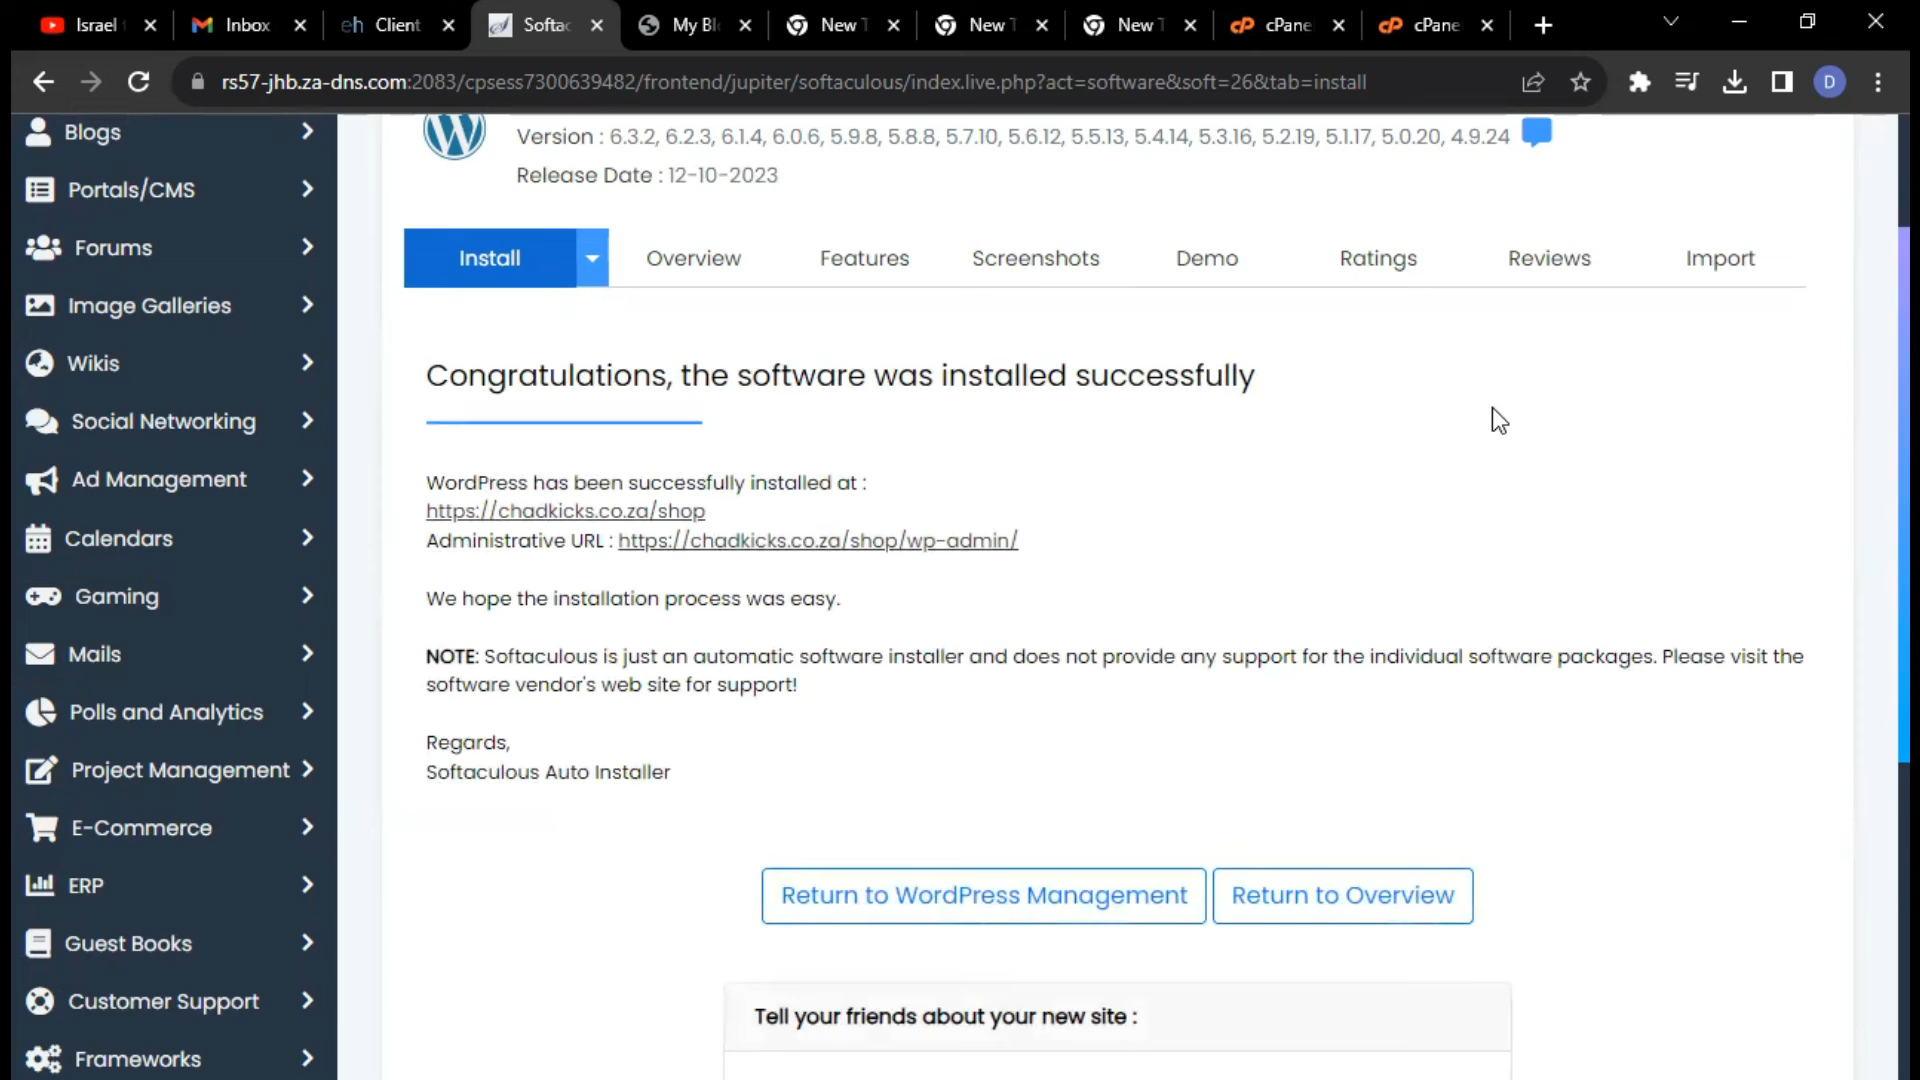 Israel
Inbox
eh Client
Softac
My Bl
New T
New T
New T
cP cPane
cP cPane
rs57-jhb.za-dns.com:2083/cpsess7300639482/frontend/jupiter/softaculous/index.live.php?act=software&soft=26&tab=install
D
Blogs
Portals/CMS
Forums
Image Galleries
Wikis
Social Networking
Ad Management
Calendars
Gaming
Mails
Polls and Analytics
Project Management
E-Commerce
ERP
Guest Books
Customer Support
Frameworks
Version : 6.3.2, 6.2.3, 6.1.4, 6.0.6, 5.9.8, 5.8.8, 5.7.10, 5.6.12, 5.5.13, 5.4.14, 5.3.16, 5.2.19, 5.1.17, 5.0.20, 4.9.24
Release Date : 12-10-2023
Install
Overview
Features
Screenshots
Demo
Ratings
Reviews
Import
Congratulations, the software was installed successfully
WordPress has been successfully installed at :
https://chadkicks.co.za/shop
Administrative URL : https://chadkicks.co.za/shop/wp-admin/
We hope the installation process was easy.
NOTE: Softaculous is just an automatic software installer and does not provide any support for the individual software packages. Please visit the
software vendor's web site for support!
Regards,
Softaculous Auto Installer
Return to WordPress Management
Return to Overview
Tell your friends about your new site :